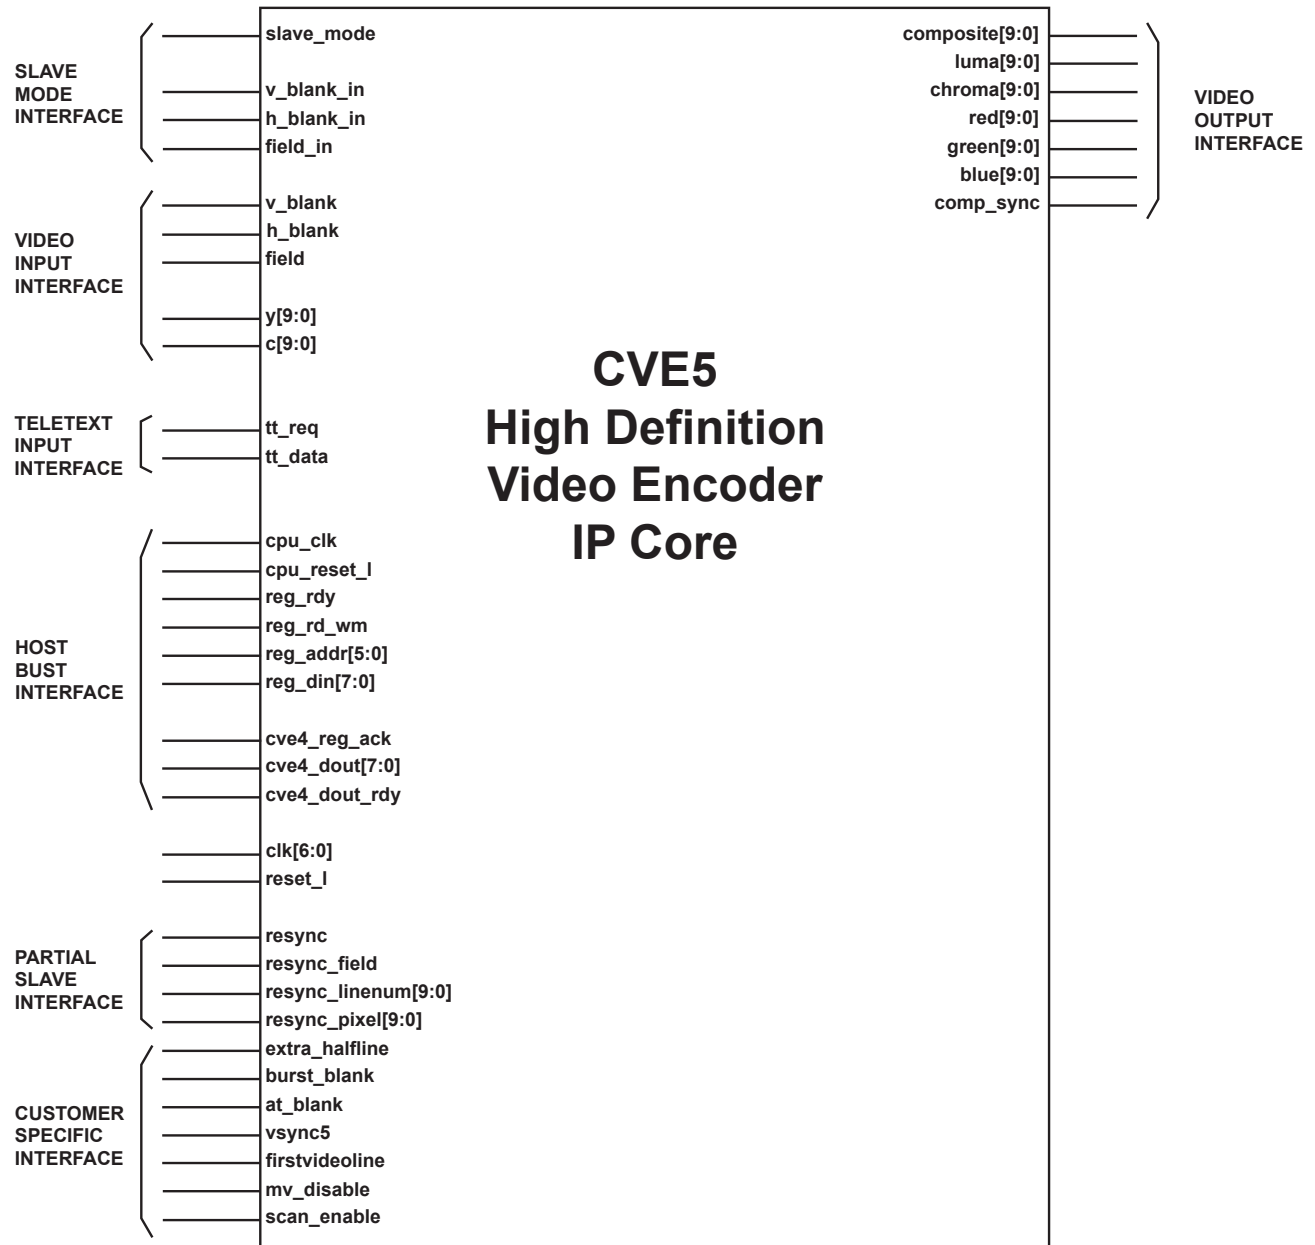 SLAVE
MODE
INTERFACE
slave_mode
v_blank_in
h_blank_in
field_in
VIDEO
INPUT
INTERFACE
v_blank
h_blank
field
y[9:0]
c[9:0]
TELETEXT
INPUT
INTERFACE
tt_req
tt_data
HOST
BUST
INTERFACE
cpu_clk
cpu_reset_l
reg_rdy
reg_rd_wm
reg_addr[5:0]
reg_din[7:0]
cve4_reg_ack
cve4_dout[7:0]
cve4_dout_rdy
clk[6:0]
reset_l
PARTIAL
SLAVE
INTERFACE
resync
resync_field
resync_linenum[9:0]
resync_pixel[9:0]
CUSTOMER
SPECIFIC
INTERFACE
extra_halfline
burst_blank
at_blank
vsync5
firstvideoline
mv_disable
scan_enable
CVE5
High Definition
Video Encoder
IP Core
composite[9:0]
luma[9:0]
chroma[9:0]
red[9:0]
green[9:0]
blue[9:0]
comp_sync
VIDEO
OUTPUT
INTERFACE